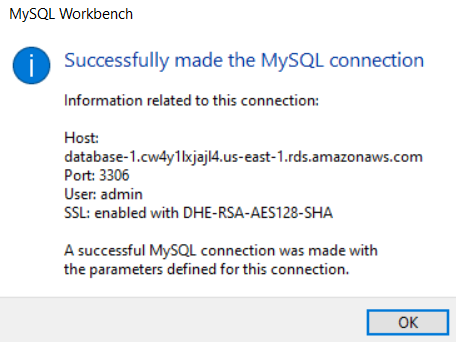 MySQL Workbench
Successfully made the MySQL connection
Information related to this connection:
Host:
database-1.cw4y1lxjajl4.us-east-1.rds.amazonaws.com
Port: 3306
User: admin
SSL: enabled with DHE-RSA-AES128-SHA
A successful MySQL connection was made with
the parameters defined for this connection.
OK